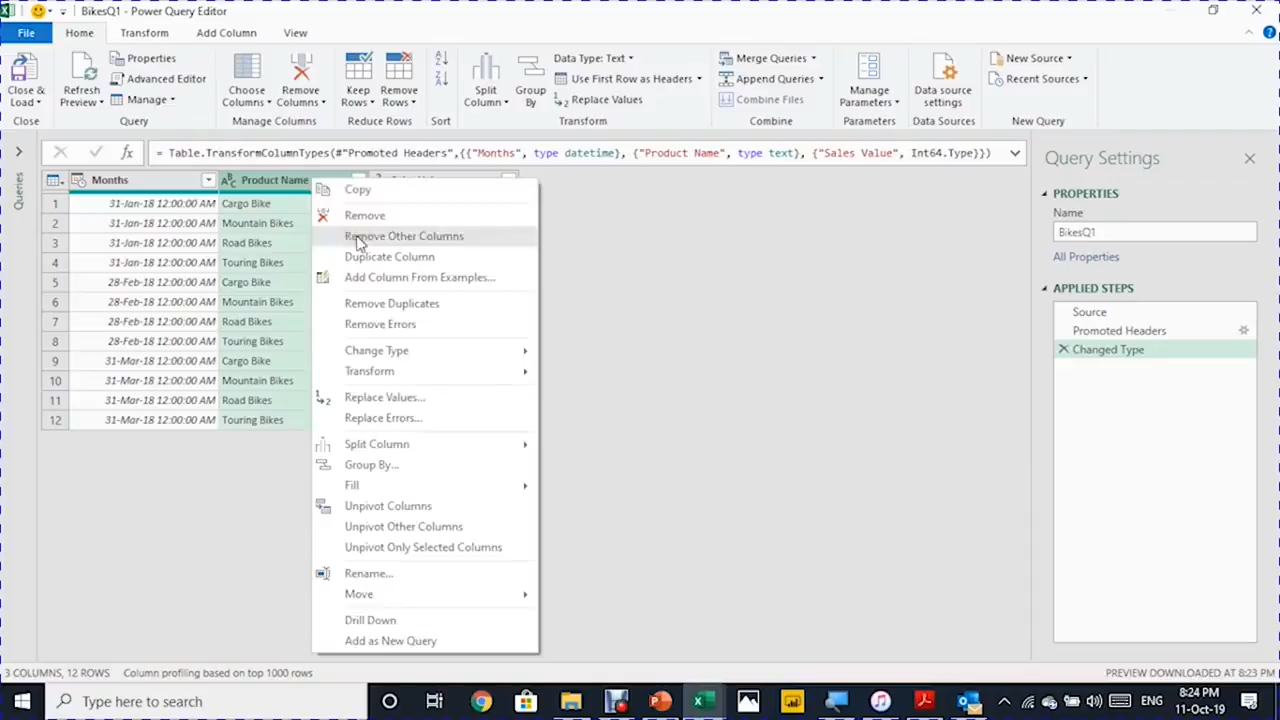 BikesQ1 - Power Query Editor
File Home Transform Add Column View
Close & Load
Close
Refresh Preview
Properties
Advanced Editor
Manage
Query
Choose Columns
Remove Columns
Manage Columns
Keep Rows
Remove Rows
Reduce Rows
Sort
Split Column
Group By
Data Type: Text
Use First Row as Headers
Replace Values
Transform
Merge Queries
Append Queries
Combine Files
Combine
Manage Parameters
Parameters
Data source settings
Data Sources
New Source
Recent Sources
New Query
= Table.TransformColumnTypes(#"Promoted Headers",{{"Months", type datetime}, {"Product Name", type text}, {"Sales Value", Int64.Type}})
Queries
Months Product Name
1 31-Jan-18 12:00:00 AM Cargo Bike
2 31-Jan-18 12:00:00 AM Mountain Bikes
3 31-Jan-18 12:00:00 AM Road Bikes
4 31-Jan-18 12:00:00 AM Touring Bikes
5 28-Feb-18 12:00:00 AM Cargo Bike
6 28-Feb-18 12:00:00 AM Mountain Bikes
7 28-Feb-18 12:00:00 AM Road Bikes
8 28-Feb-18 12:00:00 AM Touring Bikes
9 31-Mar-18 12:00:00 AM Cargo Bike
10 31-Mar-18 12:00:00 AM Mountain Bikes
11 31-Mar-18 12:00:00 AM Road Bikes
12 31-Mar-18 12:00:00 AM Touring Bikes
Copy
Remove
Remove Other Columns
Duplicate Column
Add Column From Examples...
Remove Duplicates
Remove Errors
Change Type
Transform
Replace Values...
Replace Errors...
Split Column
Group By...
Fill
Unpivot Columns
Unpivot Other Columns
Unpivot Only Selected Columns
Rename...
Move
Drill Down
Add as New Query
Query Settings
PROPERTIES
Name
BikesQ1
All Properties
APPLIED STEPS
Source
Promoted Headers
Changed Type
3 COLUMNS, 12 ROWS Column profiling based on top 1000 rows PREVIEW DOWNLOADED AT 8:23 PM
Type here to search
ENG
8:24 PM
11-Oct-19